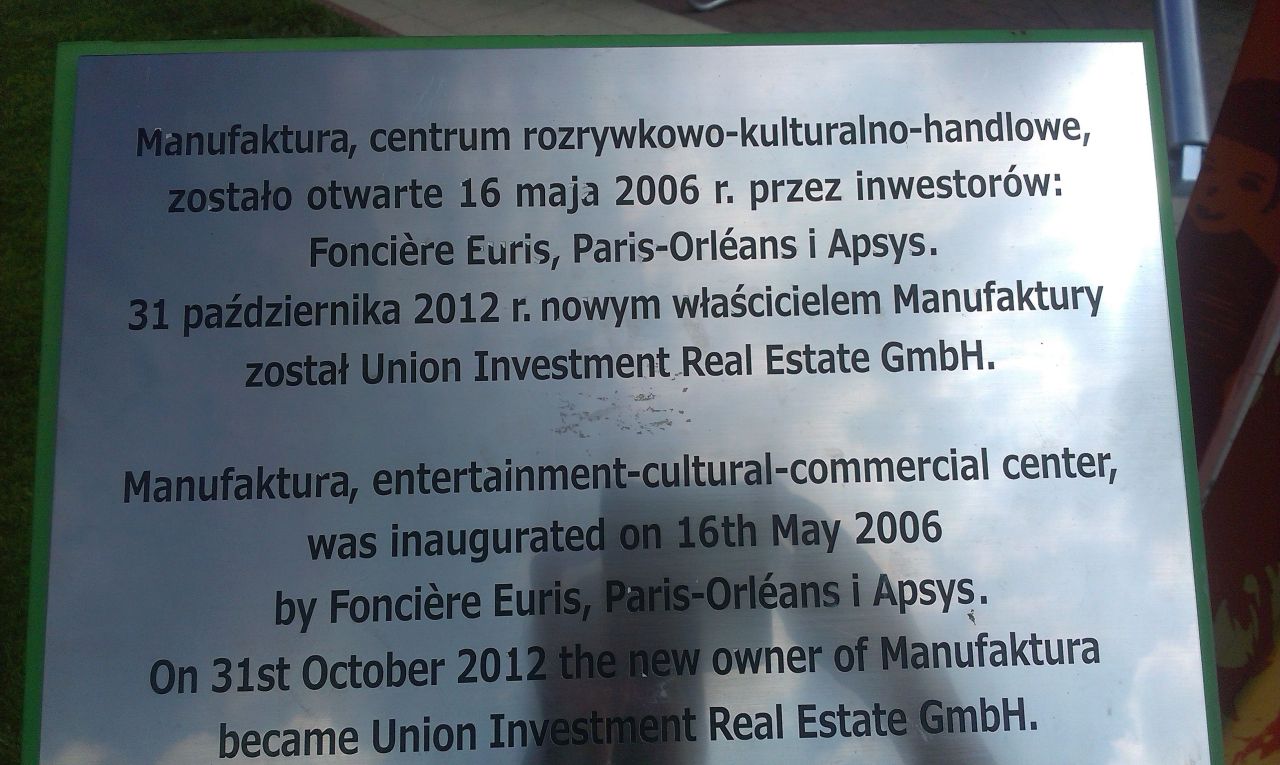 Manufaktura, centrum rozrywkowo-kulturalno-handlowe,
zostało otwarte 16 maja 2006 r. przez inwestorów:
Foncière Euris, Paris-Orléans i Apsys.
31 października 2012 r. nowym właścicielem Manufaktury
został Union Investment Real Estate GmbH.
Manufaktura, entertainment-cultural-commercial center,
was inaugurated on 16th May 2006
by Foncière Euris, Paris-Orléans i Apsys.
On 31st October 2012 the new owner of Manufaktura
became Union Investment Real Estate GmbH.